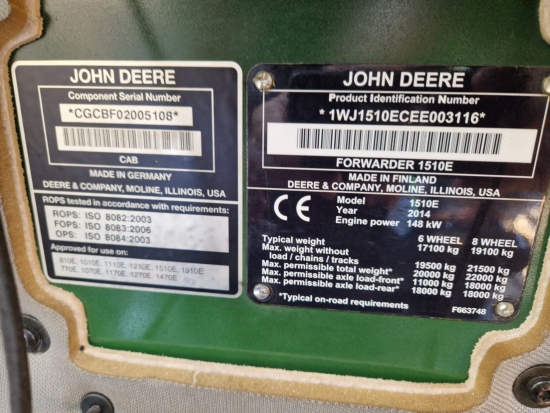 JOHN DEERE
Component Serial Number
*CGCBF02005108*
CAB
MADE IN GERMANY
DEERE & COMPANY, MOLINE, ILLINOIS, USA
ROPS tested in accordance with requirements:
ROPS: ISO 8082:2003
FOPS: ISO 8083:2006
OPS: ISO 8084:2003
Approved for use on:
810E, 1010E, 1110E, 1210E, 1510E, 1910E
770E, 1070E, 1170E, 1270E, 1470E
JOHN DEERE
Product Identification Number
*1WJ1510ECEE003116*
FORWARDER 1510E
MADE IN FINLAND
DEERE & COMPANY, MOLINE, ILLINOIS, USA
CE
Model 1510E
Year 2014
Engine power 148 kW
6 WHEEL 8 WHEEL
Typical weight 17100 kg 19100 kg
Max. weight without
load / chains / tracks 19500 kg 21500 kg
Max. permissible total weight* 20000 kg 22000 kg
Max. permissible axle load-front* 11000 kg 18000 kg
Max. permissible axle load-rear* 18000 kg 18000 kg
*Typical on-road requirements
F663748